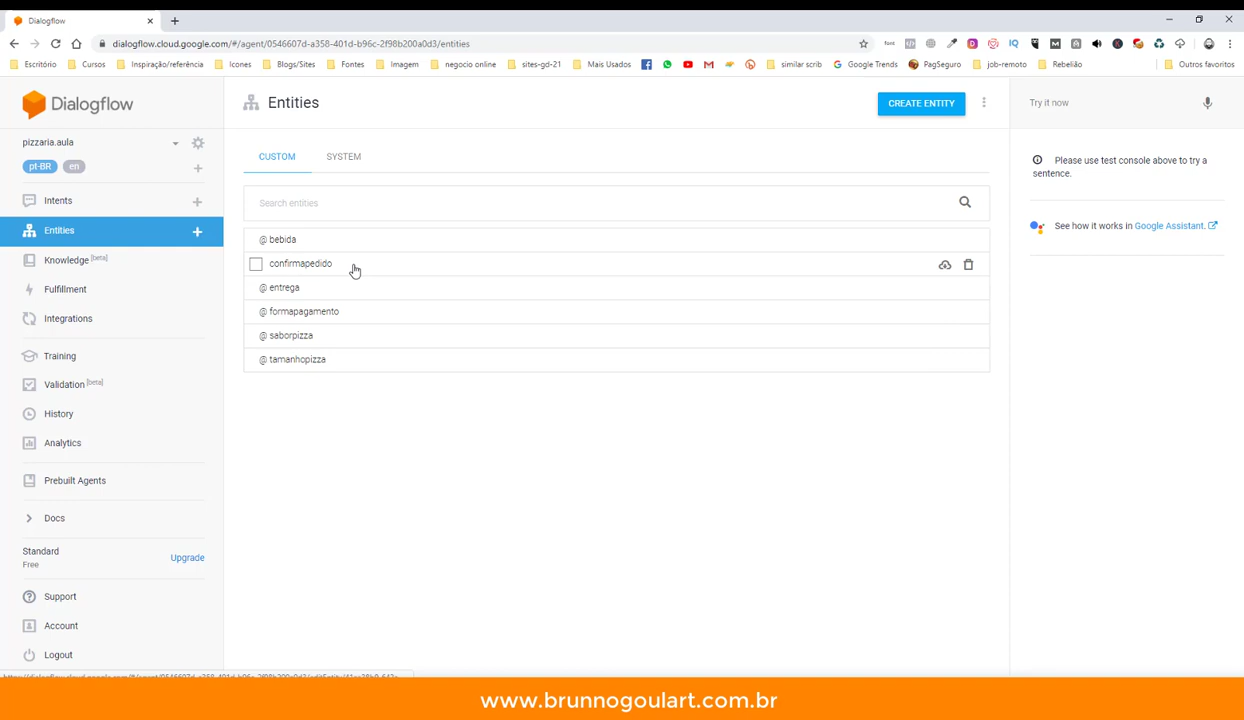 Dialogflow
dialogflow.cloud.google.com/#/agent/0546607d-a358-401d-b96c-2f98b200a0d3/entities
Escritório Cursos Inspiração/referência Icones Blogs/Sites Fontes Imagem negocio online sites-gd-21 Mais Usados similar scrib Google Trends PagSeguro job-remoto Rebelião Outros favoritos
Dialogflow
Entities
CREATE ENTITY
Try it now
pizzaria.aula
pt-BR en
CUSTOM SYSTEM
Please use test console above to try a
sentence.
Intents
Search entities
Entities
See how it works in Google Assistant.
@ bebida
Knowledge [beta]
confirmapedido
Fulfillment
@ entrega
Integrations
@ formapagamento
@ saborpizza
Training
@ tamanhopizza
Validation [beta]
History
Analytics
Prebuilt Agents
Docs
Standard
Free
Upgrade
Support
Account
Logout
www.brunnogoulart.com.br